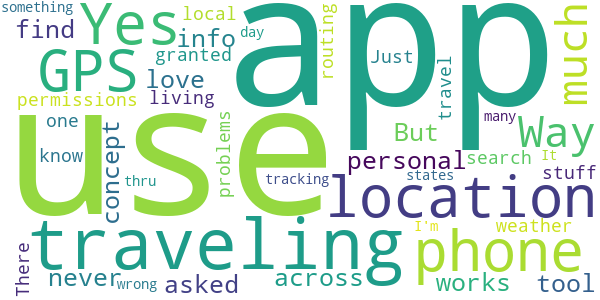 something
find
Yes
info
local
day
granted
love
GPS
permissions
living
one
know
concept
thru
problems
tracking
routing
app
Just
travel
many
much
But
Way
personal
search
It
stuff
states
use
location
traveling
phone
I'm
weather
There
never
wrong
asked
across
works
tool